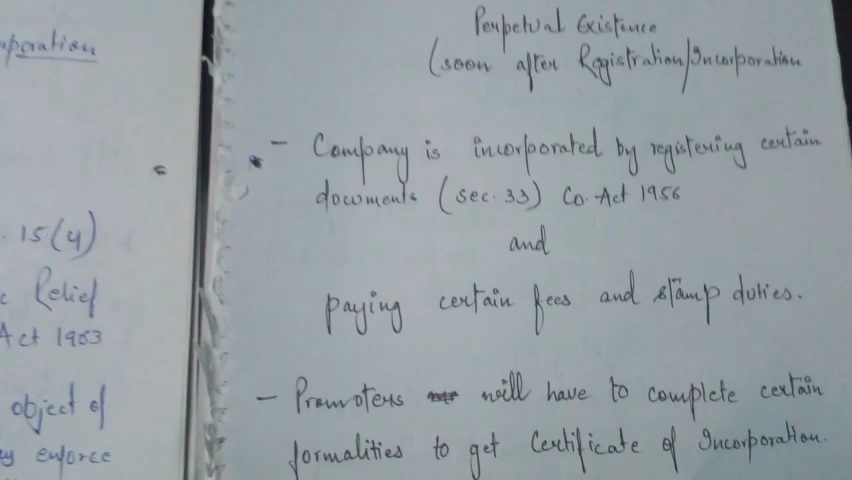 poration
. 15(4)
c Relief
Act 1963
object of
ey enforce
Perpetual Existence
(soon after Registration/Incorporation
- Company is incorporated by registering certain
documents (sec. 33) Co. Act 1956
and
paying certain fees and stamp duties.
- Promoters will have to complete certain
formalities to get Certificate of Incorporation.